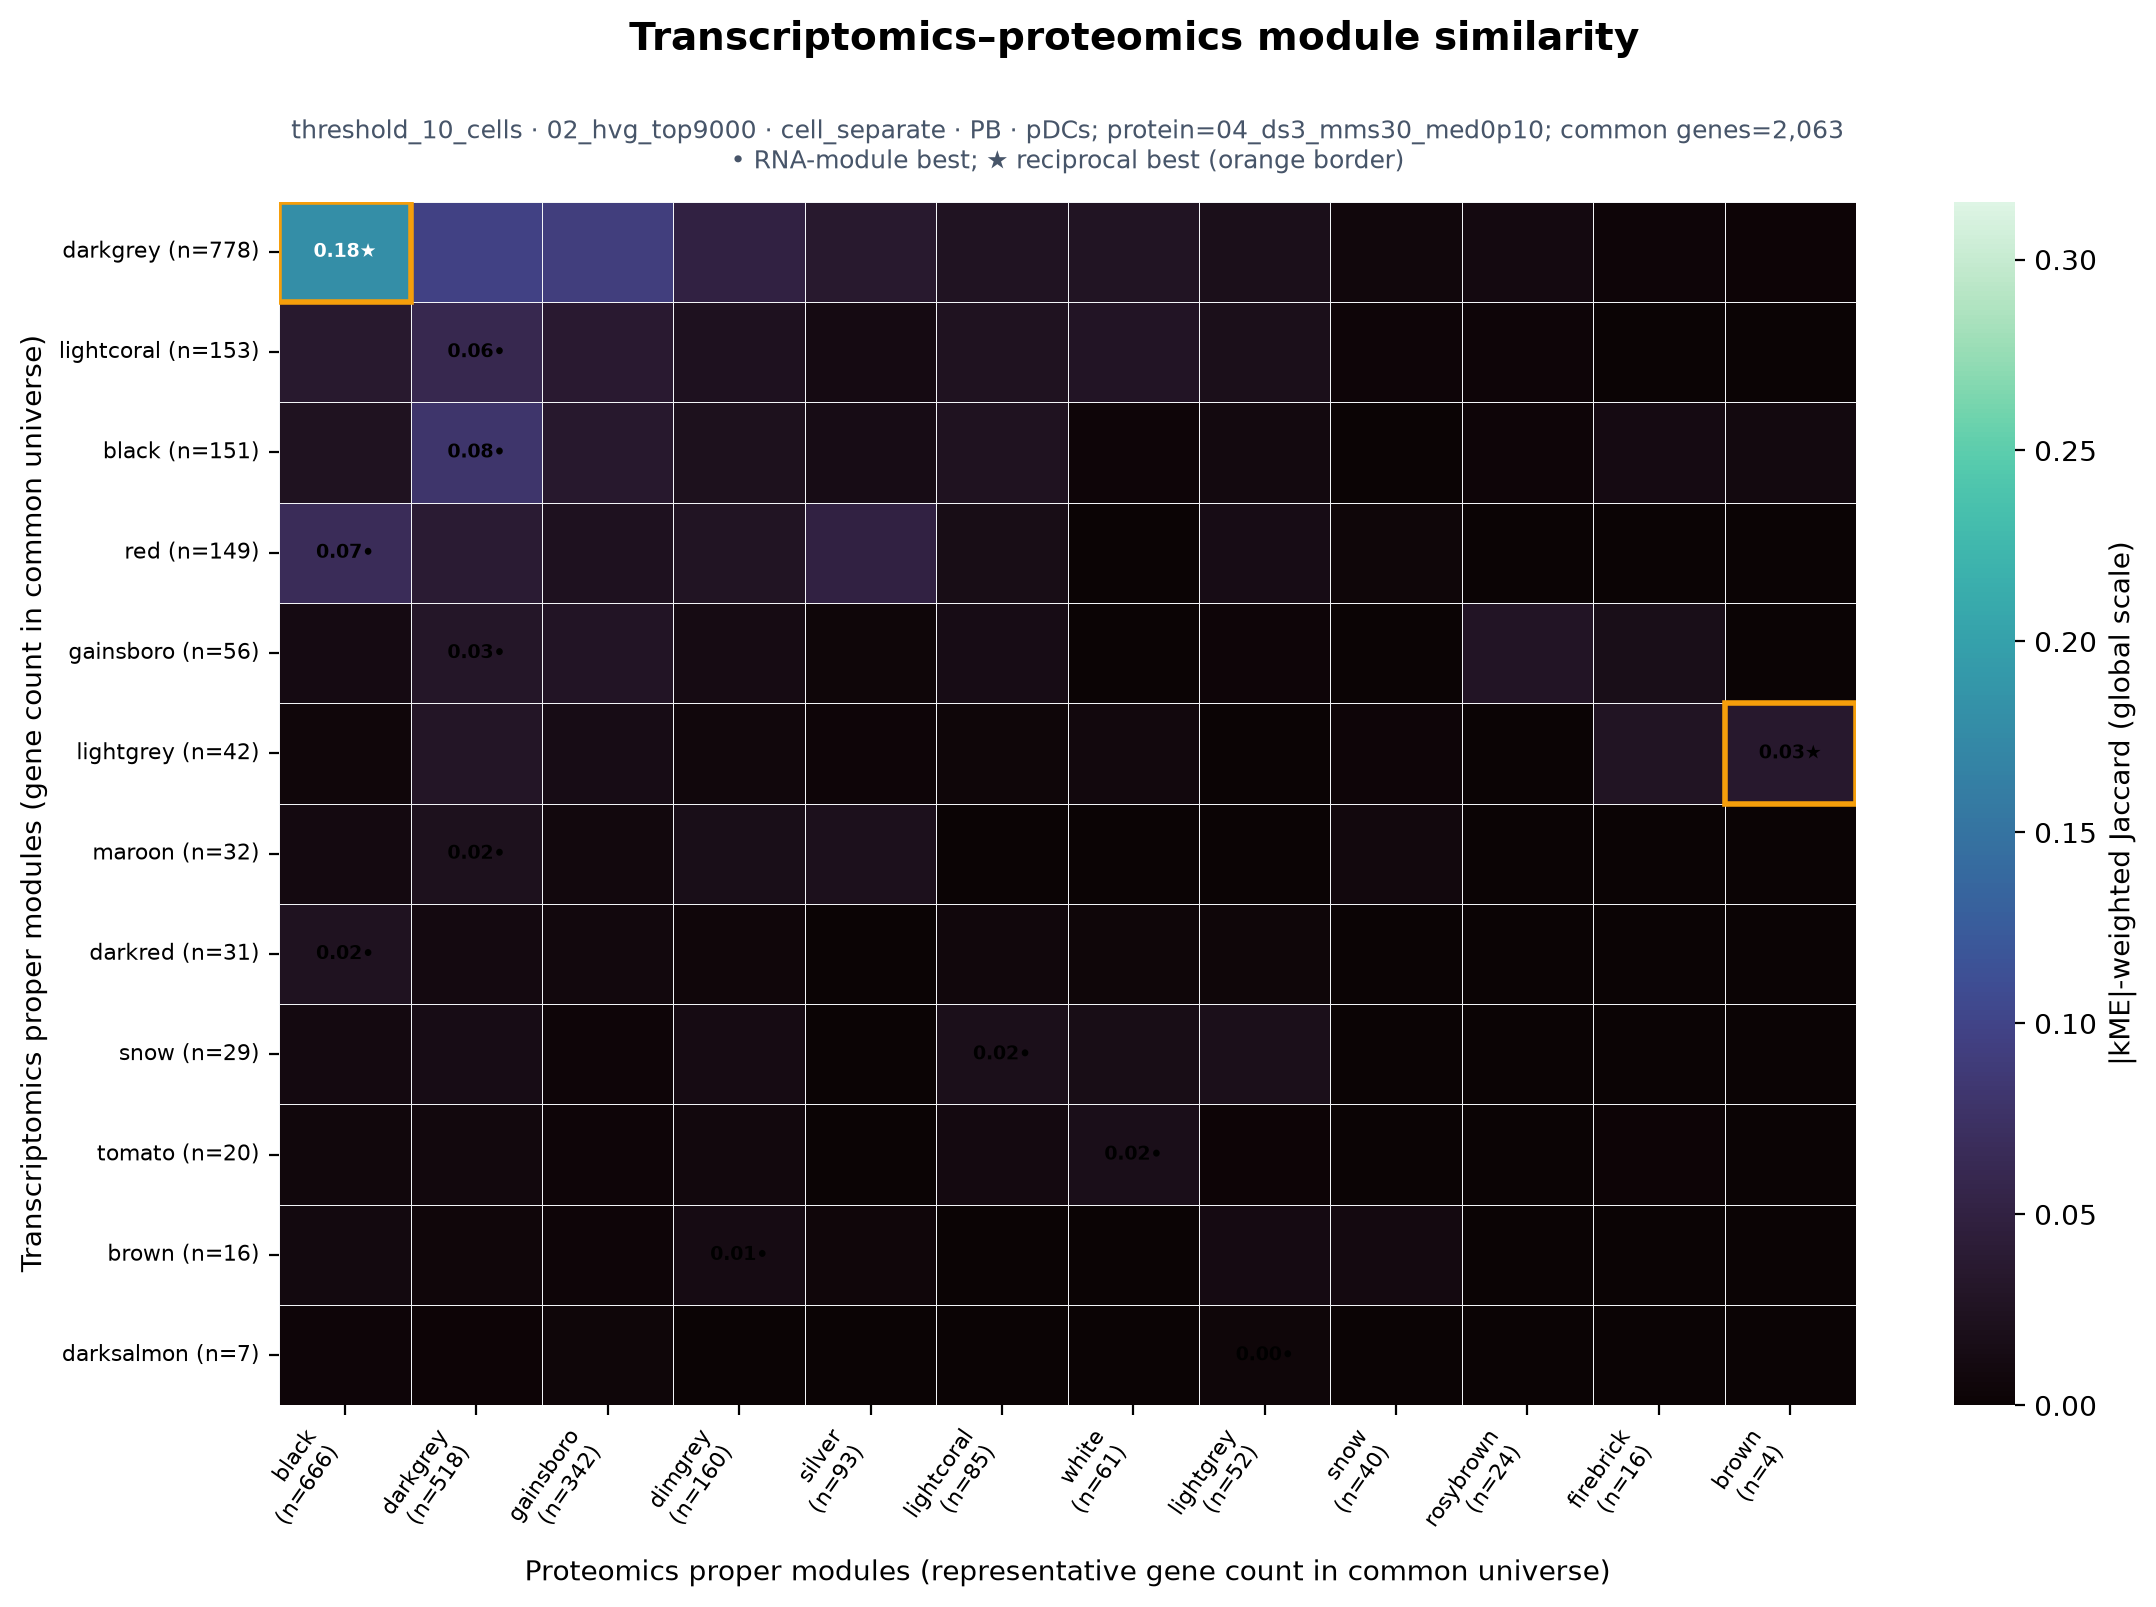 Transcriptomics–proteomics module similarity
threshold_10_cells · 02_hvg_top9000 · cell_separate · PB · pDCs; protein=04_ds3_mms30_med0p10; common genes=2,063
• RNA-module best; ★ reciprocal best (orange border)
Transcriptomics proper modules (gene count in common universe)
darkgrey (n=778)
0.18★
lightcoral (n=153)
0.06•
black (n=151)
0.08•
red (n=149)
0.07•
gainsboro (n=56)
0.03•
lightgrey (n=42)
0.03★
maroon (n=32)
0.02•
darkred (n=31)
0.02•
snow (n=29)
0.02•
tomato (n=20)
0.02•
brown (n=16)
0.01•
darksalmon (n=7)
0.00•
black
(n=666)
darkgrey
(n=518)
gainsboro
(n=342)
dimgrey
(n=160)
silver
(n=93)
lightcoral
(n=85)
white
(n=61)
lightgrey
(n=52)
snow
(n=40)
rosybrown
(n=24)
firebrick
(n=16)
brown
(n=4)
Proteomics proper modules (representative gene count in common universe)
0.30
0.25
0.20
0.15
0.10
0.05
0.00
|kME|-weighted Jaccard (global scale)